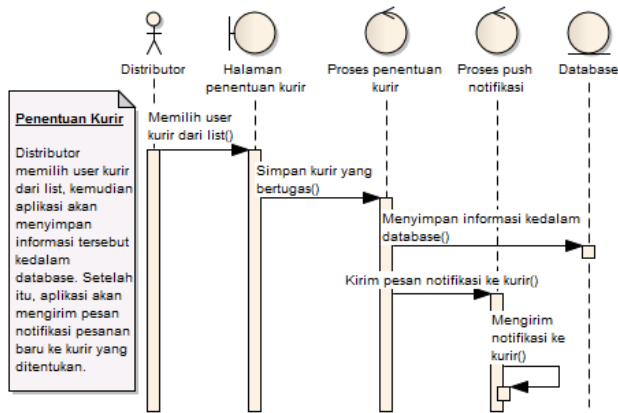 Distributor
Halaman
penentuan kurir
Proses penentuan
kurir
Proses push
notifikasi
Database
Penentuan Kurir
Distributor
memilih user kurir
dari list, kemudian
aplikasi akan
menyimpan
informasi tersebut
kedalam
database. Setelah
itu, aplikasi akan
mengirim pesan
notifikasi pesanan
baru ke kurir yang
ditentukan.
Memilih user
kurir dari list()
Simpan kurir yang
bertugas()
Menyimpan informasi kedalam
database()
Kirim pesan notifikasi ke kurir()
Mengirim
notifikasi ke
kurir()